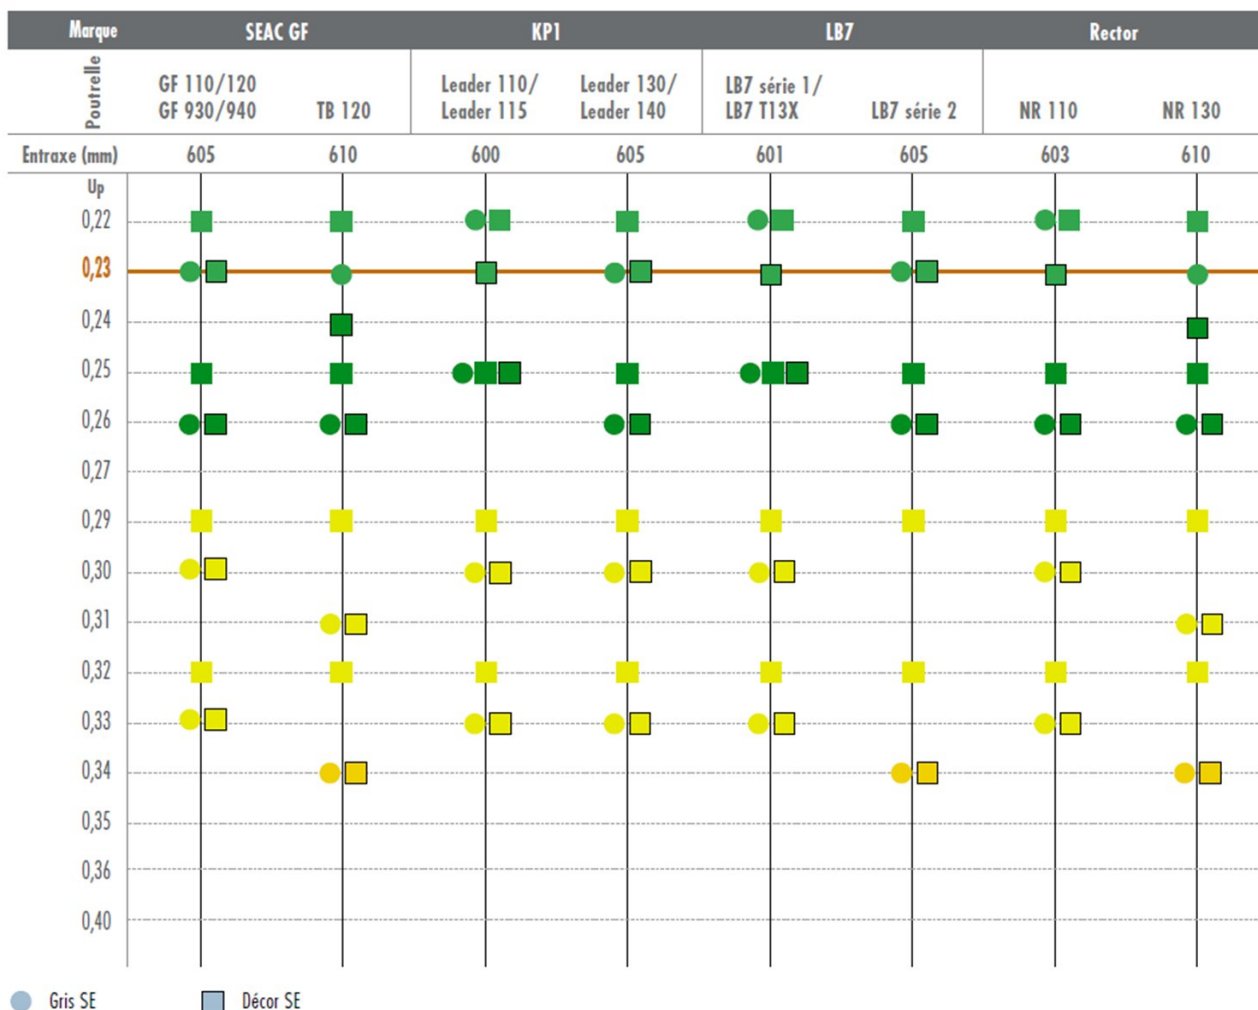 Marque SEAC GF KP1 LB7 Rector
Poutrelle
GF 110/120 Leader 110/ Leader 130/ LB7 série 1/
GF 930/940 TB 120 Leader 115 Leader 140 LB7 T13X LB7 série 2 NR 110 NR 130
Entraxe (mm) 605 610 600 605 601 605 603 610
Up
0,22
0,23
0,24
0,25
0,26
0,27
0,29
0,30
0,31
0,32
0,33
0,34
0,35
0,36
0,40
Gris SE Décor SE